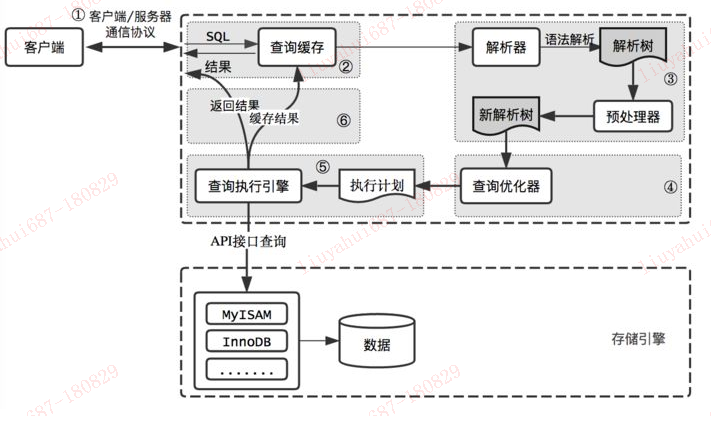 ① 客户端/服务器
通信协议
客户端
SQL
结果
查询缓存
②
解析器
语法解析
解析树
③
新解析树
预处理器
返回结果
缓存结果
⑥
查询执行引擎
⑤
执行计划
查询优化器
④
API接口查询
MyISAM
InnoDB
.......
数据
存储引擎
liuyahui687-180829
liuyahui687-180829
hui687-180829
liuyahui687-180829
liuyahui687-180829
687-180829